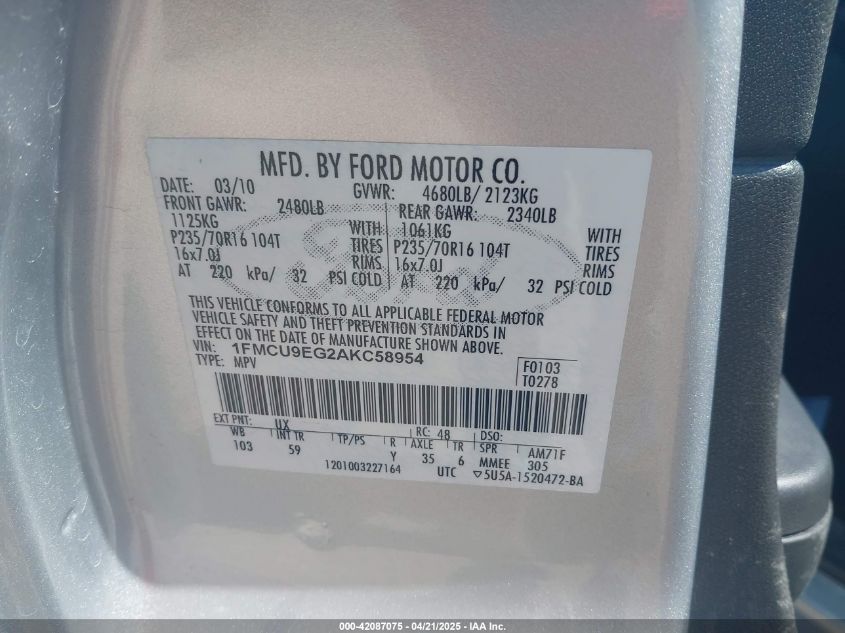 MFD. BY FORD MOTOR CO.
DATE: 03/10 GVWR: 4680LB/ 2123KG
FRONT GAWR: 2480LB REAR GAWR: 2340LB
1125KG WITH 1061KG WITH
P235/70R16 104T TIRES P235/70R16 104T TIRES
16x7.0J RIMS 16x7.0J RIMS
AT 220 kPa/ 32 PSI COLD AT 220 kPa/ 32 PSI COLD
Ford
THIS VEHICLE CONFORMS TO ALL APPLICABLE FEDERAL MOTOR
VEHICLE SAFETY AND THEFT PREVENTION STANDARDS IN
EFFECT ON THE DATE OF MANUFACTURE SHOWN ABOVE.
VIN: 1FMCU9EG2AKC58954 F0103
TYPE: MPV T0278
EXT PNT: UX RC: 48 DSO:
WB INT TR TP/PS R AXLE TR SPR AM71F
103 59 Y 35 6 MMEE 305
1201003227164 UTC ▽5U5A-1520472-BA
000-42087075 - 04/21/2025 - IAA Inc.